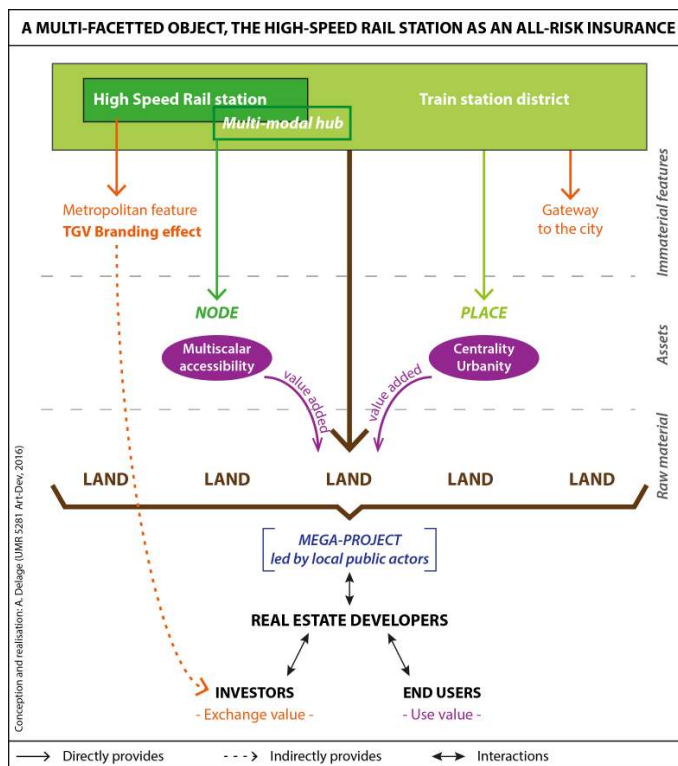 A MULTI-FACETTED OBJECT, THE HIGH-SPEED RAIL STATION AS AN ALL-RISK INSURANCE
High Speed Rail station
Train station district
Multi-modal hub
Immaterial features
Metropolitan feature
TGV Branding effect
Gateway
to the city
NODE
PLACE
Assets
Multiscalar
accessibility
Centrality
Urbanity
value added
value added
Raw material
LAND LAND LAND LAND LAND
MEGA-PROJECT
led by local public actors
REAL ESTATE DEVELOPERS
INVESTORS
- Exchange value -
END USERS
- Use value -
Conception and realisation: A. Delage (UMR 5281 Art-Dev, 2016)
Directly provides
Indirectly provides
Interactions